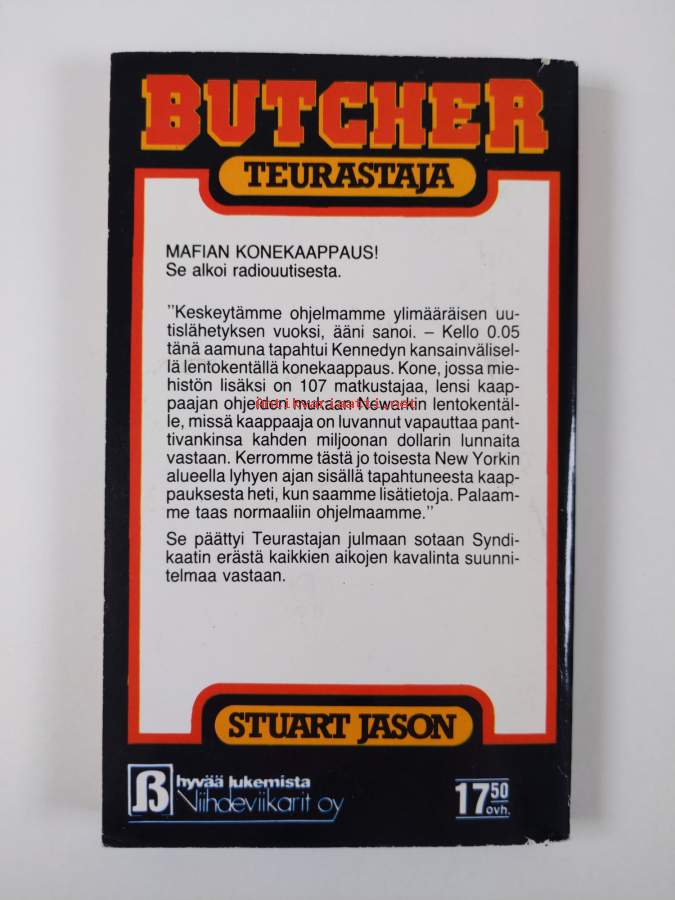 BUTCHER
TEURASTAJA
MAFIAN KONEKAAPPAUS!
Se alkoi radiouutisesta.
"Keskeytämme ohjelmamme ylimääräisen uu-
tislähetyksen vuoksi, ääni sanoi. – Kello 0.05
tänä aamuna tapahtui Kennedyn kansainvälisel-
lä lentokentällä konekaappaus. Kone, jossa mie-
histön lisäksi on 107 matkustajaa, lensi kaap-
paajan ohjeiden mukaan Newarkin lentokentäl-
le, missä kaappaaja on luvannut vapauttaa pant-
tivankinsa kahden miljoonan dollarin lunnaita
vastaan. Kerromme tästä jo toisesta New Yorkin
alueella lyhyen ajan sisällä tapahtuneesta kaap-
pauksesta heti, kun saamme lisätietoja. Palaam-
me taas normaaliin ohjelmaamme."
Se päättyi Teurastajan julmaan sotaan Syndi-
kaatin erästä kaikkien aikojen kavalinta suunni-
telmaa vastaan.
STUART JASON
hyvää lukemista
Viihdeviikarit oy
17 50
ovh.